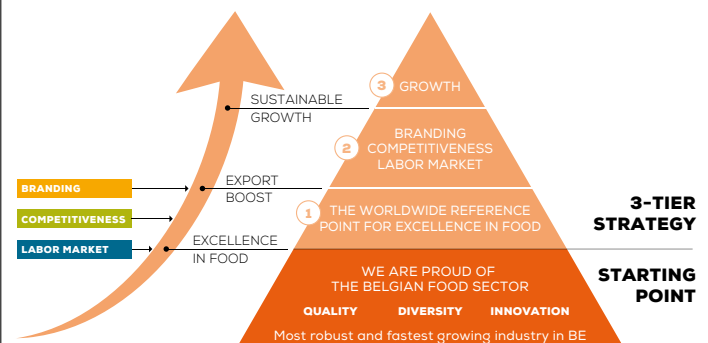 3 GROWTH
SUSTAINABLE
GROWTH
BRANDING
2 COMPETITIVENESS
LABOR MARKET
EXPORT
BOOST
BRANDING
COMPETITIVENESS
LABOR MARKET
1 THE WORLDWIDE REFERENCE
POINT FOR EXCELLENCE IN FOOD
3-TIER
STRATEGY
EXCELLENCE
IN FOOD
WE ARE PROUD OF
THE BELGIAN FOOD SECTOR
STARTING
POINT
QUALITY DIVERSITY INNOVATION
Most robust and fastest growing industry in BE